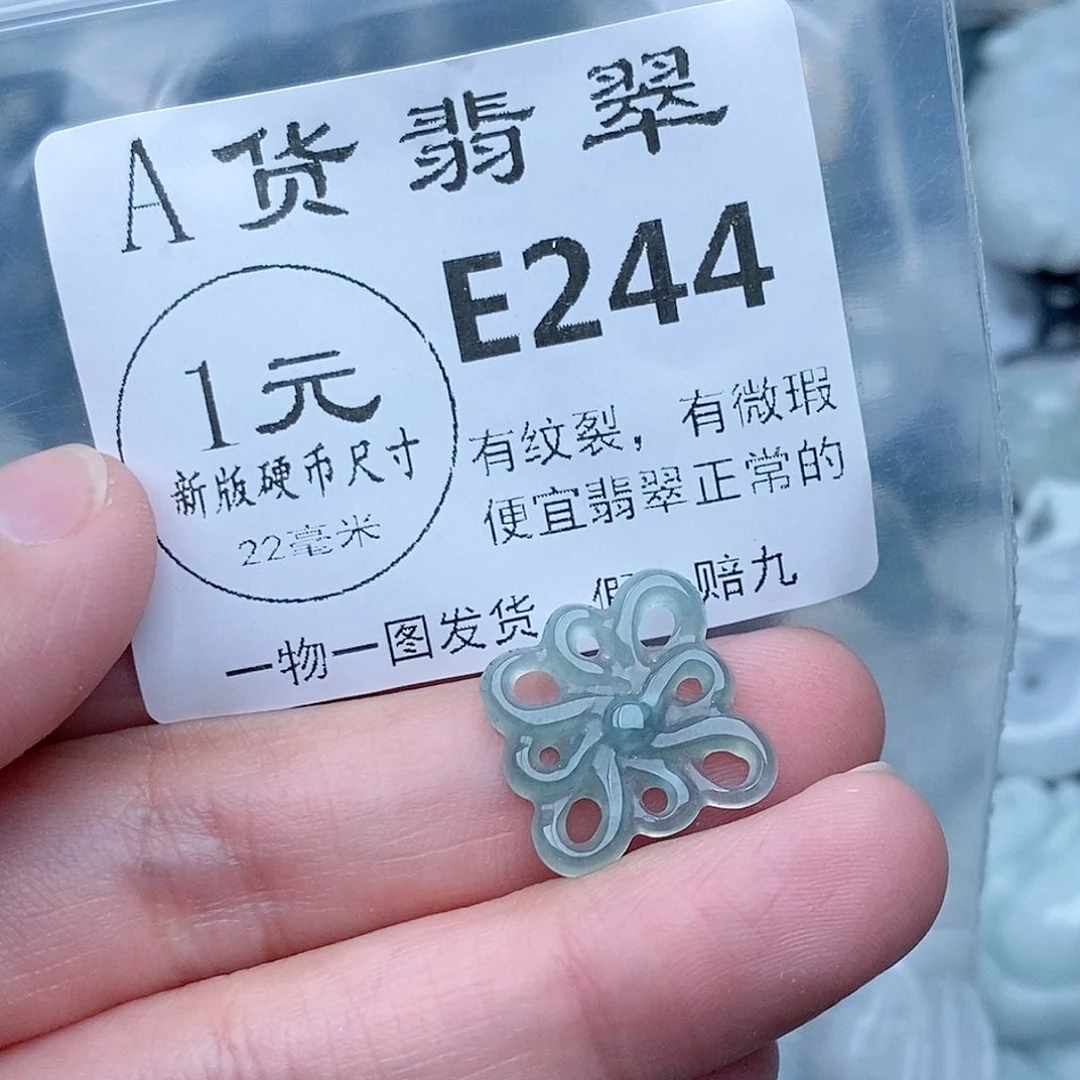 A货翡翠
E244
1元
新版硬币尺寸
22毫米
有纹裂，有微瑕
便宜翡翠正常的
一物一图发货 假 赔九